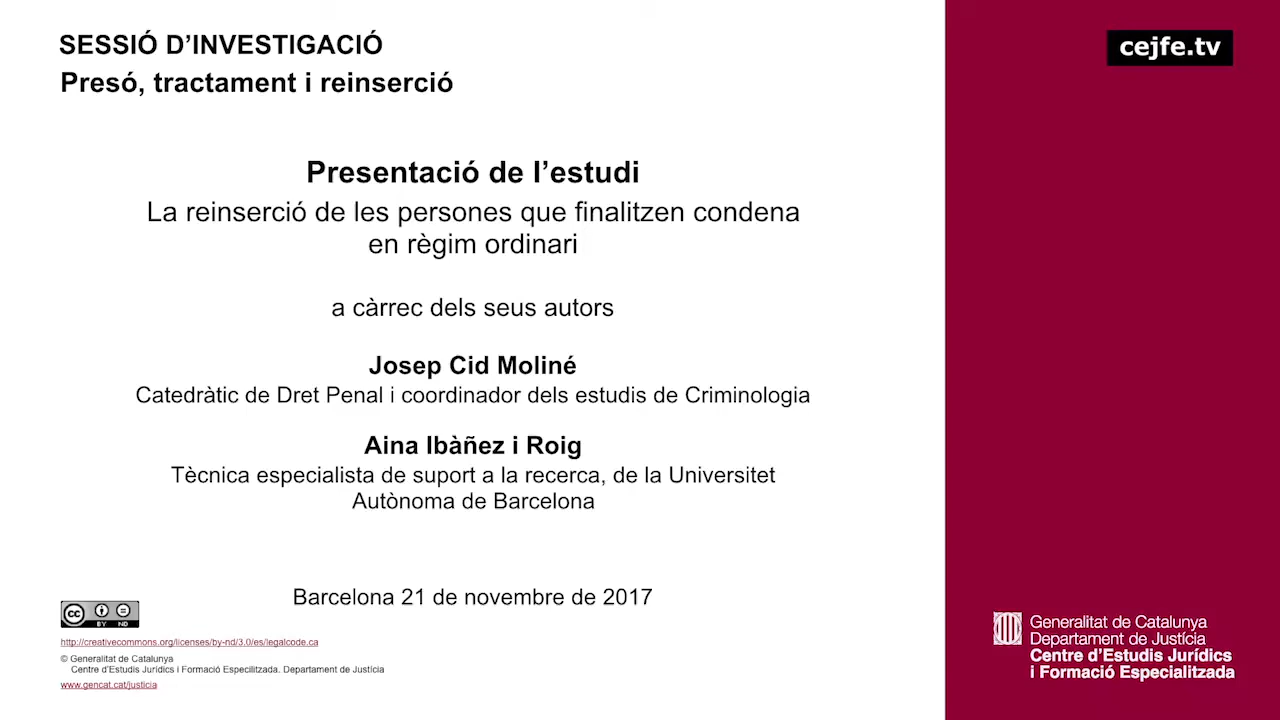 SESSIÓ D'INVESTIGACIÓ
Presó, tractament i reinserció
cejfe.tv
Presentació de l'estudi
La reinserció de les persones que finalitzen condena
en règim ordinari
a càrrec dels seus autors
Josep Cid Moliné
Catedràtic de Dret Penal i coordinador dels estudis de Criminologia
Aina Ibàñez i Roig
Tècnica especialista de suport a la recerca, de la Universitet
Autònoma de Barcelona
Barcelona 21 de novembre de 2017
cc BY ND
http://creativecommons.org/licenses/by-nd/3.0/es/legalcode.ca
© Generalitat de Catalunya
Centre d'Estudis Jurídics i Formació Especilitzada. Departament de Justícia
www.gencat.cat/justicia
Generalitat de Catalunya
Departament de Justícia
Centre d'Estudis Jurídics
i Formació Especialitzada